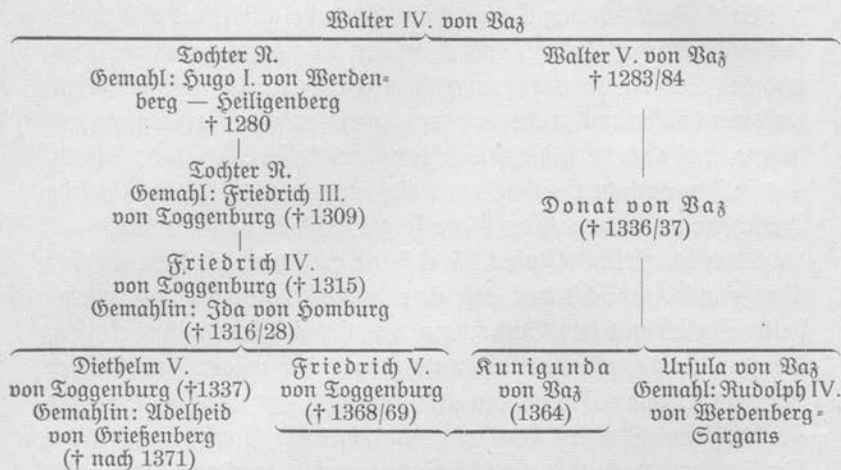 Walter IV. von Vaz
Tochter N.
Gemahl: Hugo I. von Werden-
berg — Heiligenberg
† 1280
Tochter N.
Gemahl: Friedrich III.
von Toggenburg († 1309)
Friedrich IV.
von Toggenburg († 1315)
Gemahlin: Ida von Homburg
(† 1316/28)
Walter V. von Vaz
† 1283/84
Donat von Vaz
(† 1336/37)
Diethelm V.
von Toggenburg (†1337)
Gemahlin: Adelheid
von Grießenberg
(† nach 1371)
Friedrich V.
von Toggenburg
(† 1368/69)
Kunigunda
von Vaz
(1364)
Ursula von Vaz
Gemahl: Rudolph IV.
von Werdenberg-
Sargans